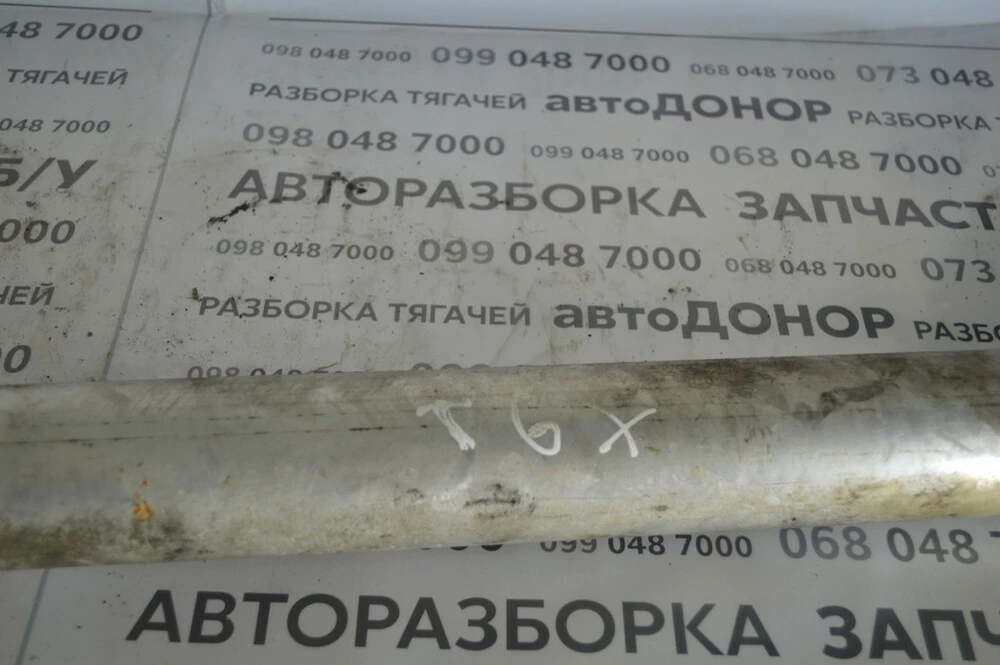 48 7000
ТЯГАЧЕЙ
048 7000
Б/У
000
ЧЕЙ
00
098 048 7000 099 048 7000 068 048 7000 073 048
РАЗБОРКА ТЯГАЧЕЙ автоДОНОР РАЗБОРКА
098 048 7000 099 048 7000 068 048 7000
АВТОРАЗБОРКА ЗАПЧАСТ
098 048 7000 099 048 7000 068 048 7000 073
РАЗБОРКА ТЯГАЧЕЙ автоДОНОР РАЗБО
T6X
099 048 7000 068 048
АВТОРАЗБОРКА ЗАПЧ